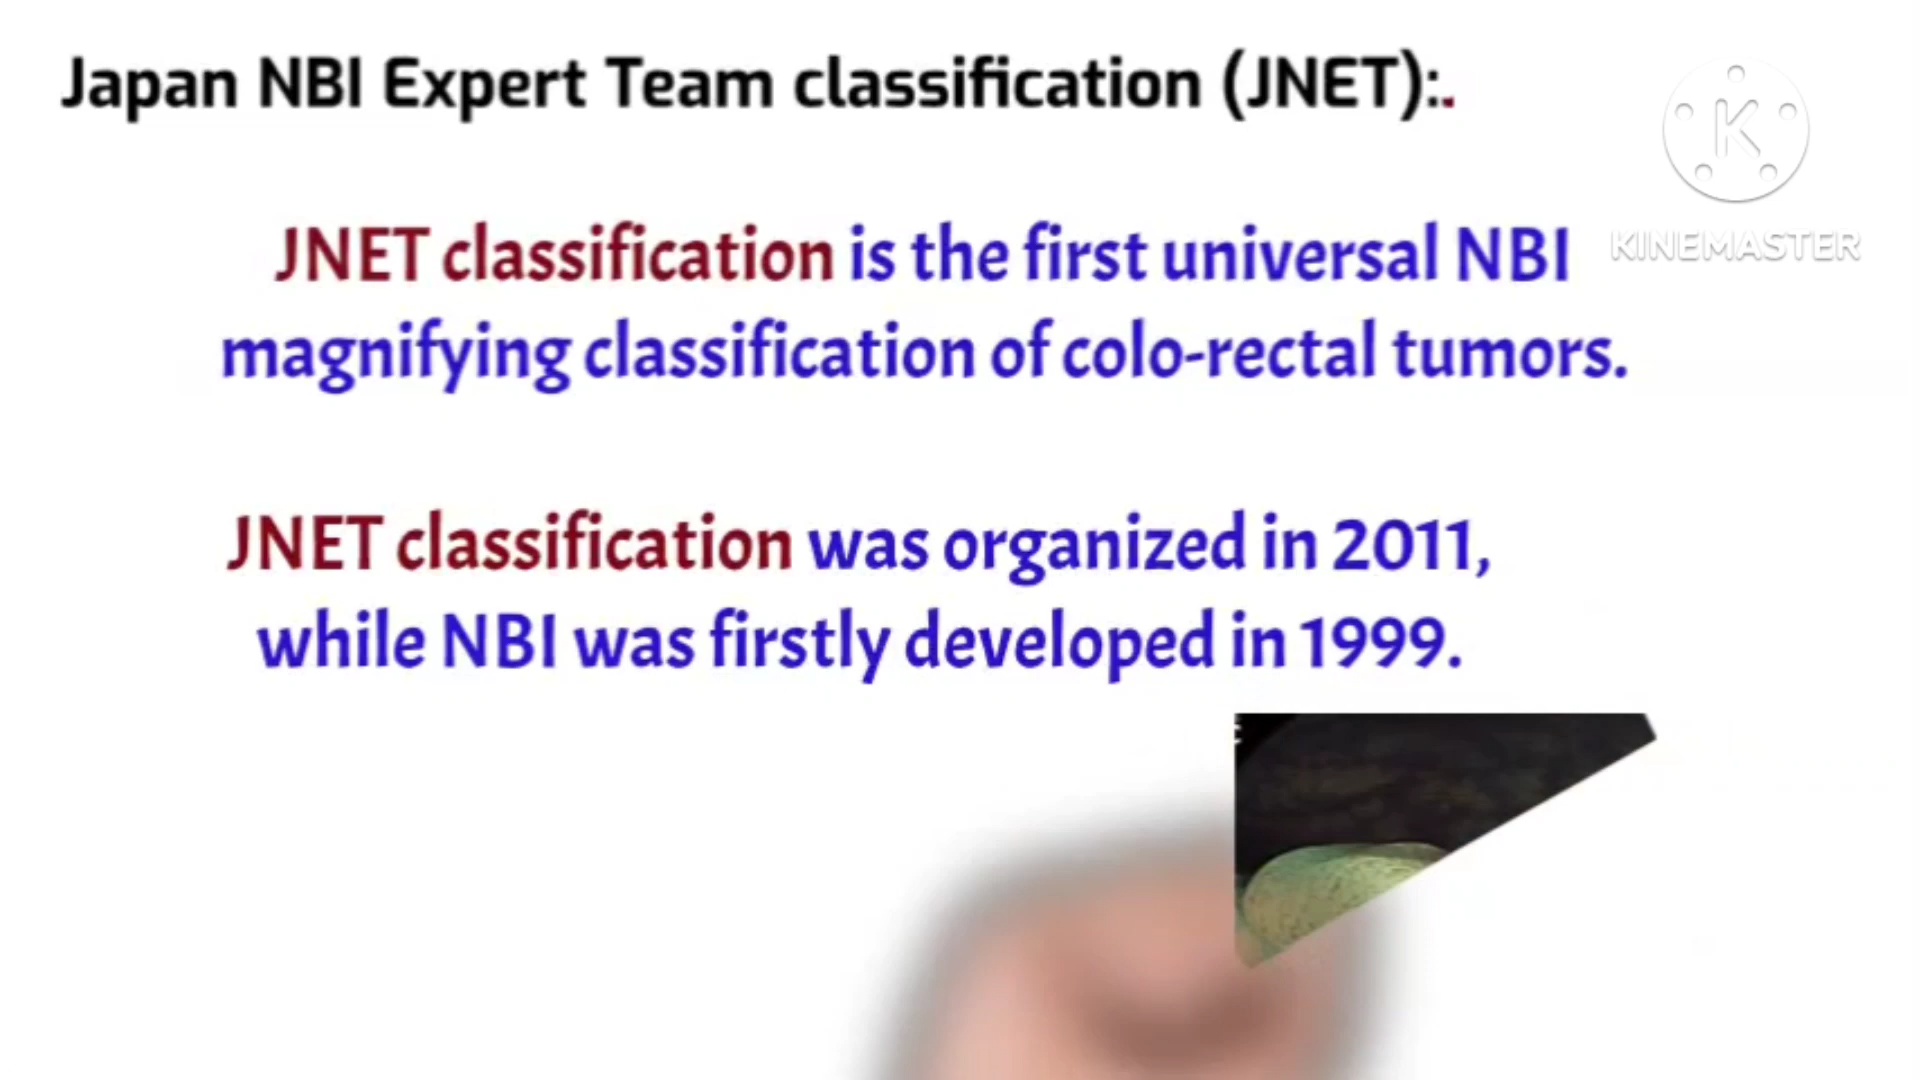 Japan NBI Expert Team classification (JNET):.
K
KINEMASTER
JNET classification is the first universal NBI
magnifying classification of colo-rectal tumors.
JNET classification was organized in 2011,
while NBI was firstly developed in 1999.